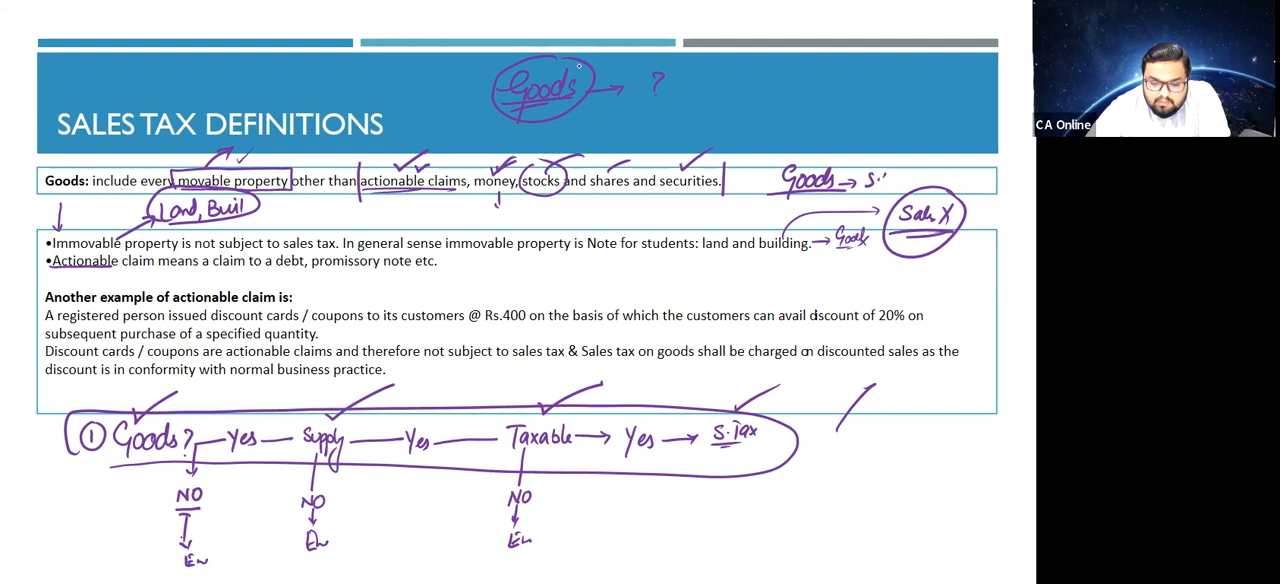 Goods → ?
CA Online
SALES TAX DEFINITIONS
Goods: include every movable property other than actionable claims, money, stocks and shares and securities.
Goods → S..
Land, Buil
Sales X
•Immovable property is not subject to sales tax. In general sense immovable property is Note for students: land and building. → Goods
•Actionable claim means a claim to a debt, promissory note etc.
Another example of actionable claim is:
A registered person issued discount cards / coupons to its customers @ Rs.400 on the basis of which the customers can avail discount of 20% on
subsequent purchase of a specified quantity.
Discount cards / coupons are actionable claims and therefore not subject to sales tax & Sales tax on goods shall be charged on discounted sales as the
discount is in conformity with normal business practice.
① Goods? — Yes — Supply — Yes — Taxable → Yes → S.Tax
NO NO NO